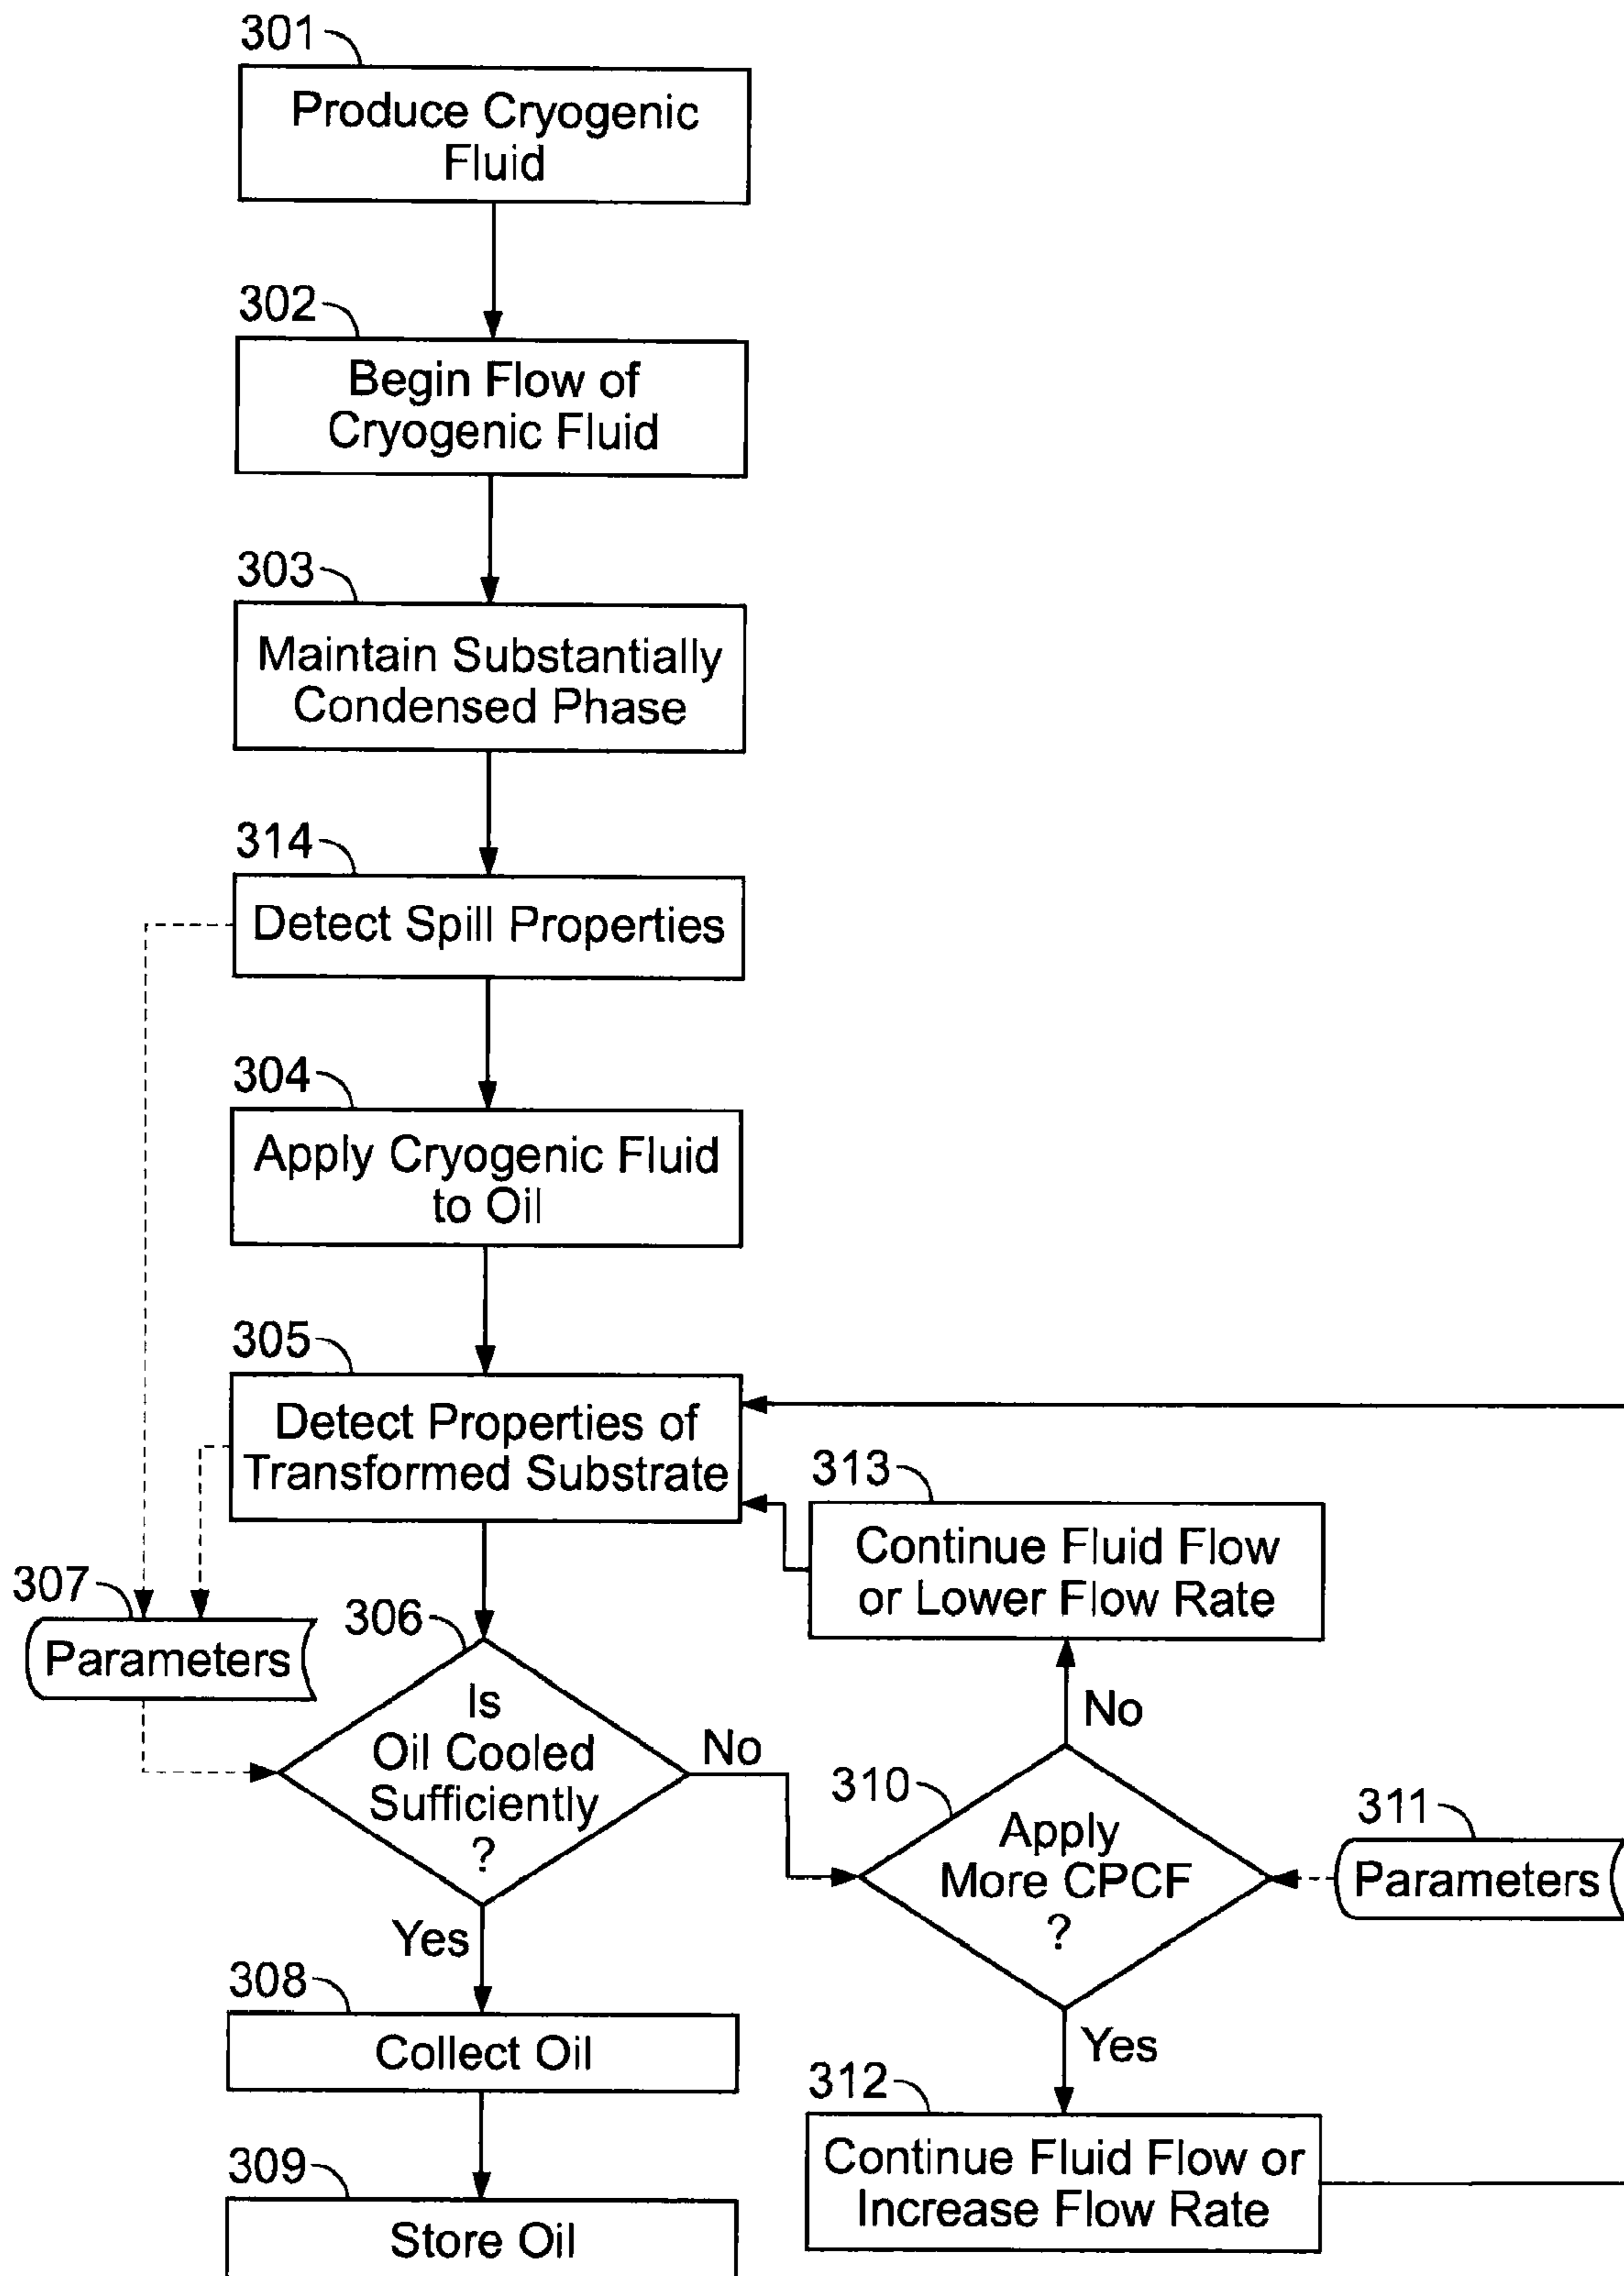 301
Produce Cryogenic
Fluid
302
Begin Flow of
Cryogenic Fluid
303
Maintain Substantially
Condensed Phase
314
Detect Spill Properties
304
Apply Cryogenic Fluid
to Oil
305
Detect Properties of
Transformed Substrate
313
Continue Fluid Flow
or Lower Flow Rate
307
Parameters
306
Is
Oil Cooled
Sufficiently
?
No
No
310
Apply
More CPCF
?
311
Parameters
Yes
Yes
308
Collect Oil
312
Continue Fluid Flow or
Increase Flow Rate
309
Store Oil